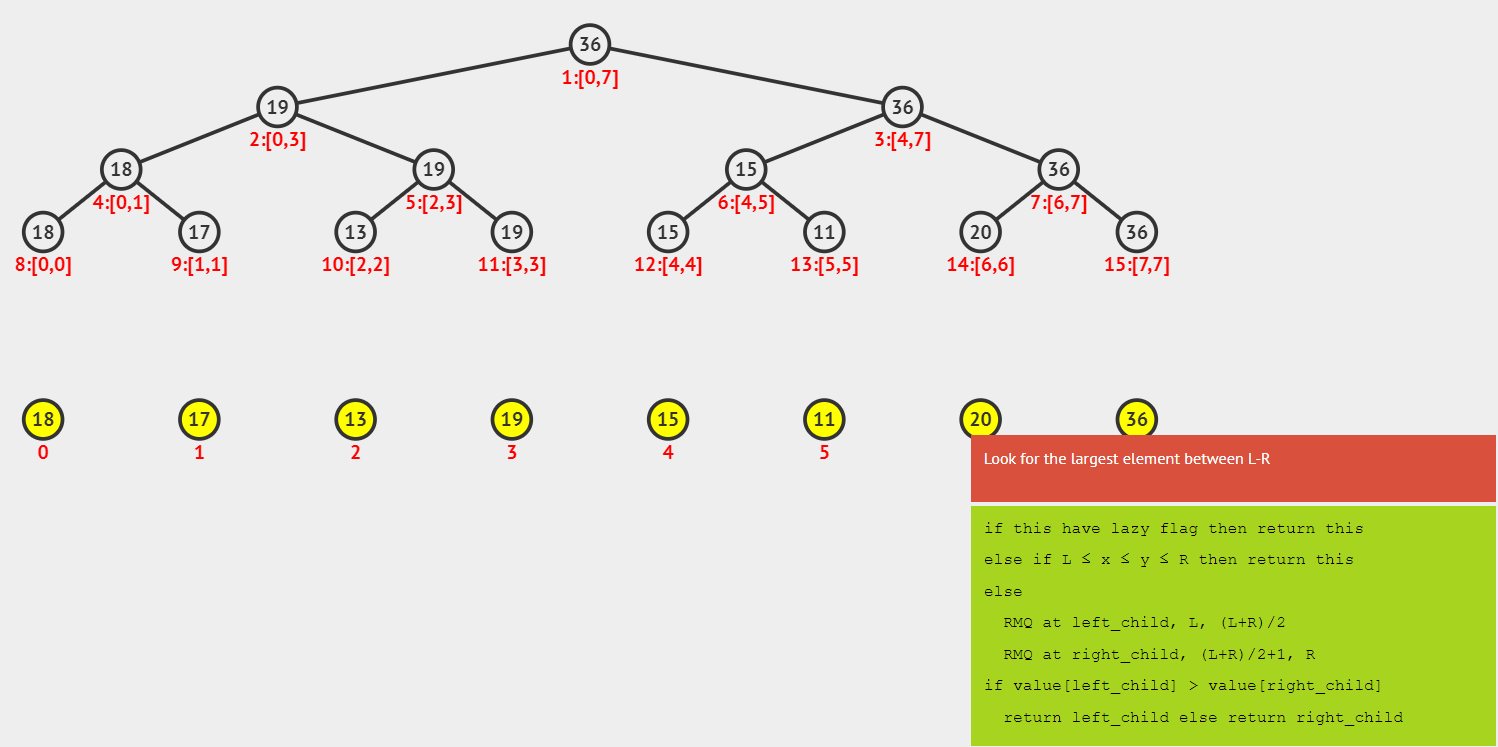 36
1:[0,7]
19 36
2:[0,3] 3:[4,7]
18 19 15 36
4:[0,1] 5:[2,3] 6:[4,5] 7:[6,7]
18 17 13 19 15 11 20 36
8:[0,0] 9:[1,1] 10:[2,2] 11:[3,3] 12:[4,4] 13:[5,5] 14:[6,6] 15:[7,7]
18 17 13 19 15 11 20 36
0 1 2 3 4 5
Look for the largest element between L-R
if this have lazy flag then return this
else if L ≤ x ≤ y ≤ R then return this
else
RMQ at left_child, L, (L+R)/2
RMQ at right_child, (L+R)/2+1, R
if value[left_child] > value[right_child]
return left_child else return right_child